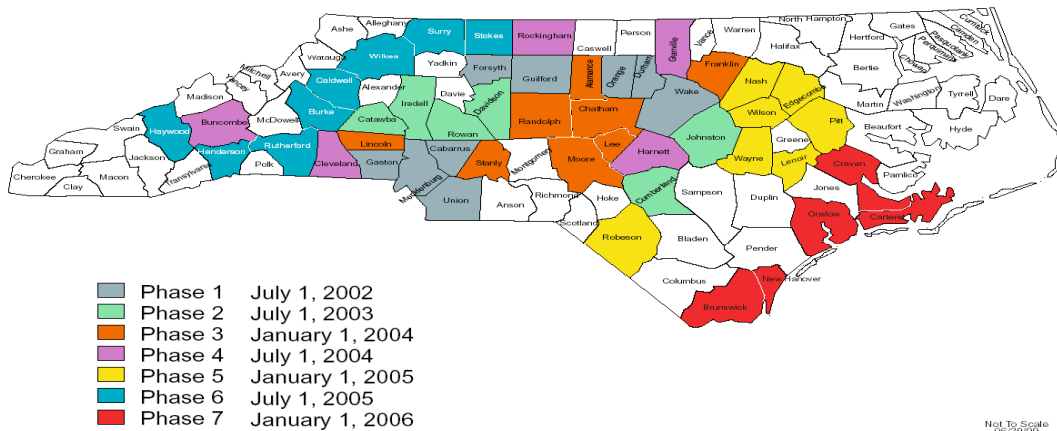 Ashe
Alleghany
Surry
Stokes
Rockingham
Caswell
Person
Granville
Vance
Warren
North Hampton
Gates
Currituck
Camden
Pasquotank
Perquimans
Chowan
Hertford
Halifax
Bertie
Watauga
Wilkes
Yadkin
Forsyth
Guilford
Alamance
Orange
Durham
Franklin
Nash
Edgecombe
Martin
Washington
Tyrrell
Dare
Mitchell
Yancey
Avery
Caldwell
Alexander
Iredell
Davie
Davidson
Randolph
Chatham
Wake
Wilson
Pitt
Beaufort
Hyde
Madison
Buncombe
McDowell
Burke
Catawba
Rowan
Johnston
Greene
Swain
Haywood
Henderson
Rutherford
Lincoln
Cabarrus
Stanly
Montgomery
Moore
Lee
Harnett
Wayne
Lenoir
Craven
Pamlico
Graham
Jackson
Transylvania
Polk
Cleveland
Gaston
Mecklenburg
Cherokee
Clay
Macon
Union
Anson
Richmond
Hoke
Scotland
Cumberland
Sampson
Duplin
Jones
Onslow
Carteret
Robeson
Bladen
Pender
Columbus
Brunswick
New Hanover
Phase 1 July 1, 2002
Phase 2 July 1, 2003
Phase 3 January 1, 2004
Phase 4 July 1, 2004
Phase 5 January 1, 2005
Phase 6 July 1, 2005
Phase 7 January 1, 2006
Not To Scale